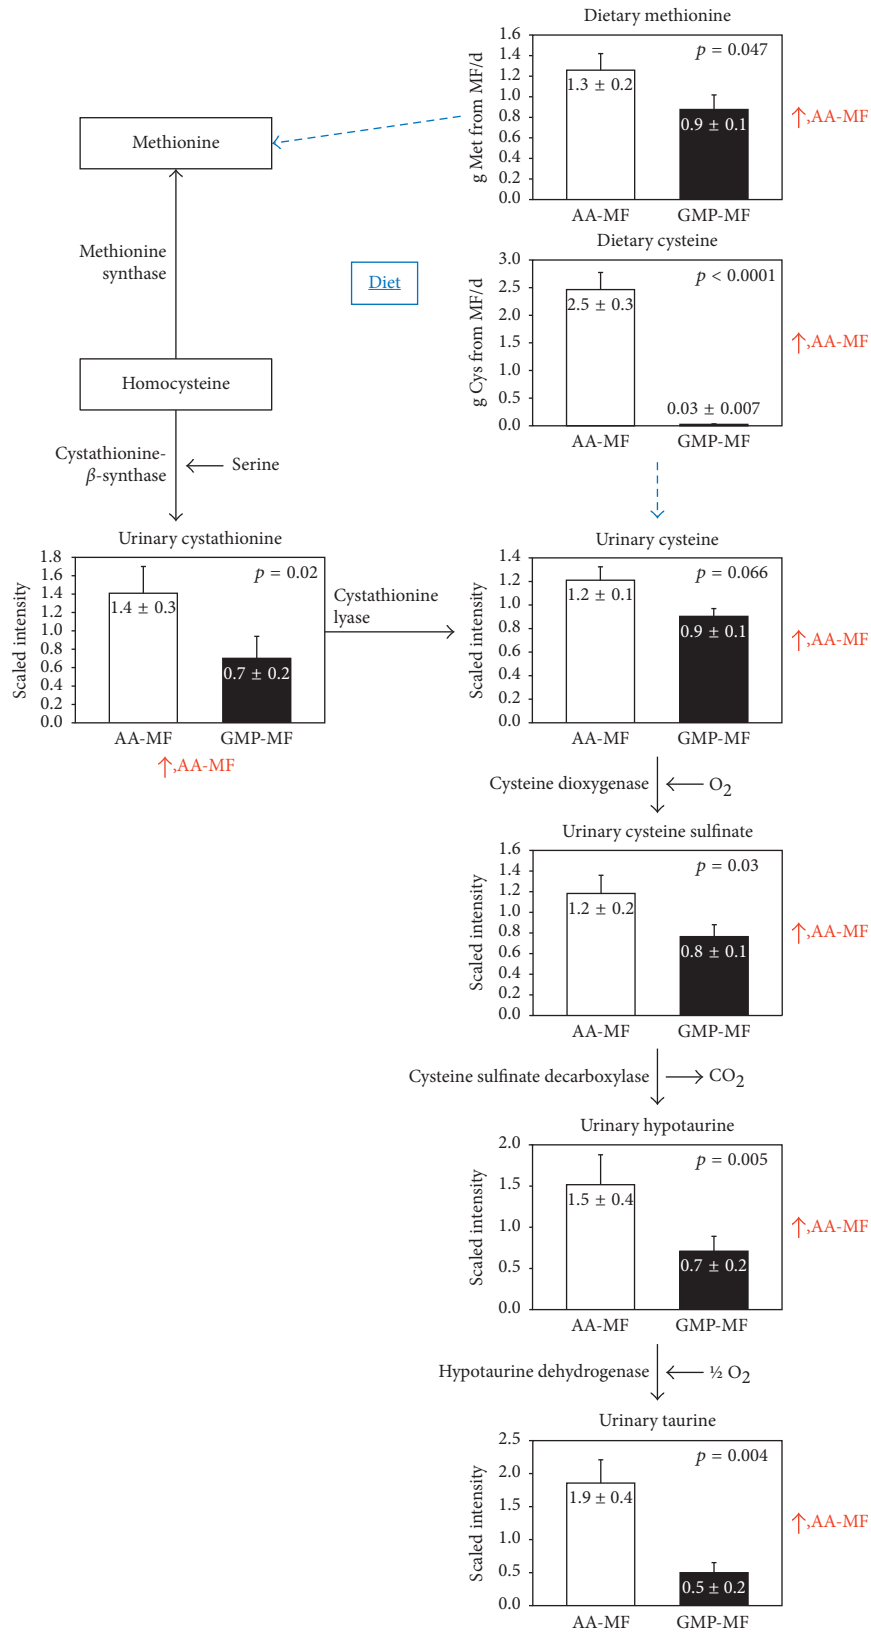 Dietary methionine
g Met from MF/d
1.6
1.4
1.2
1.0
0.8
0.6
0.4
0.2
0.0
p = 0.047
1.3 ± 0.2
0.9 ± 0.1
AA-MF
GMP-MF
↑,AA-MF
Methionine
Methionine
synthase
Diet
Dietary cysteine
g Cys from MF/d
3.0
2.5
2.0
1.5
1.0
0.5
0.0
p < 0.0001
2.5 ± 0.3
0.03 ± 0.007
AA-MF
GMP-MF
↑,AA-MF
Homocysteine
Cystathionine-
β-synthase
Serine
Urinary cystathionine
Scaled intensity
1.8
1.6
1.4
1.2
1.0
0.8
0.6
0.4
0.2
0.0
p = 0.02
1.4 ± 0.3
0.7 ± 0.2
AA-MF
GMP-MF
↑,AA-MF
Cystathionine
lyase
Urinary cysteine
Scaled intensity
1.4
1.2
1.0
0.8
0.6
0.4
0.2
0.0
p = 0.066
1.2 ± 0.1
0.9 ± 0.1
AA-MF
GMP-MF
↑,AA-MF
Cysteine dioxygenase
O2
Urinary cysteine sulfinate
Scaled intensity
1.6
1.4
1.2
1.0
0.8
0.6
0.4
0.2
0.0
p = 0.03
1.2 ± 0.2
0.8 ± 0.1
AA-MF
GMP-MF
↑,AA-MF
Cysteine sulfinate decarboxylase
CO2
Urinary hypotaurine
Scaled intensity
2.0
1.5
1.0
0.5
0.0
p = 0.005
1.5 ± 0.4
0.7 ± 0.2
AA-MF
GMP-MF
↑,AA-MF
Hypotaurine dehydrogenase
½ O2
Urinary taurine
Scaled intensity
2.5
2.0
1.5
1.0
0.5
0.0
p = 0.004
1.9 ± 0.4
0.5 ± 0.2
AA-MF
GMP-MF
↑,AA-MF